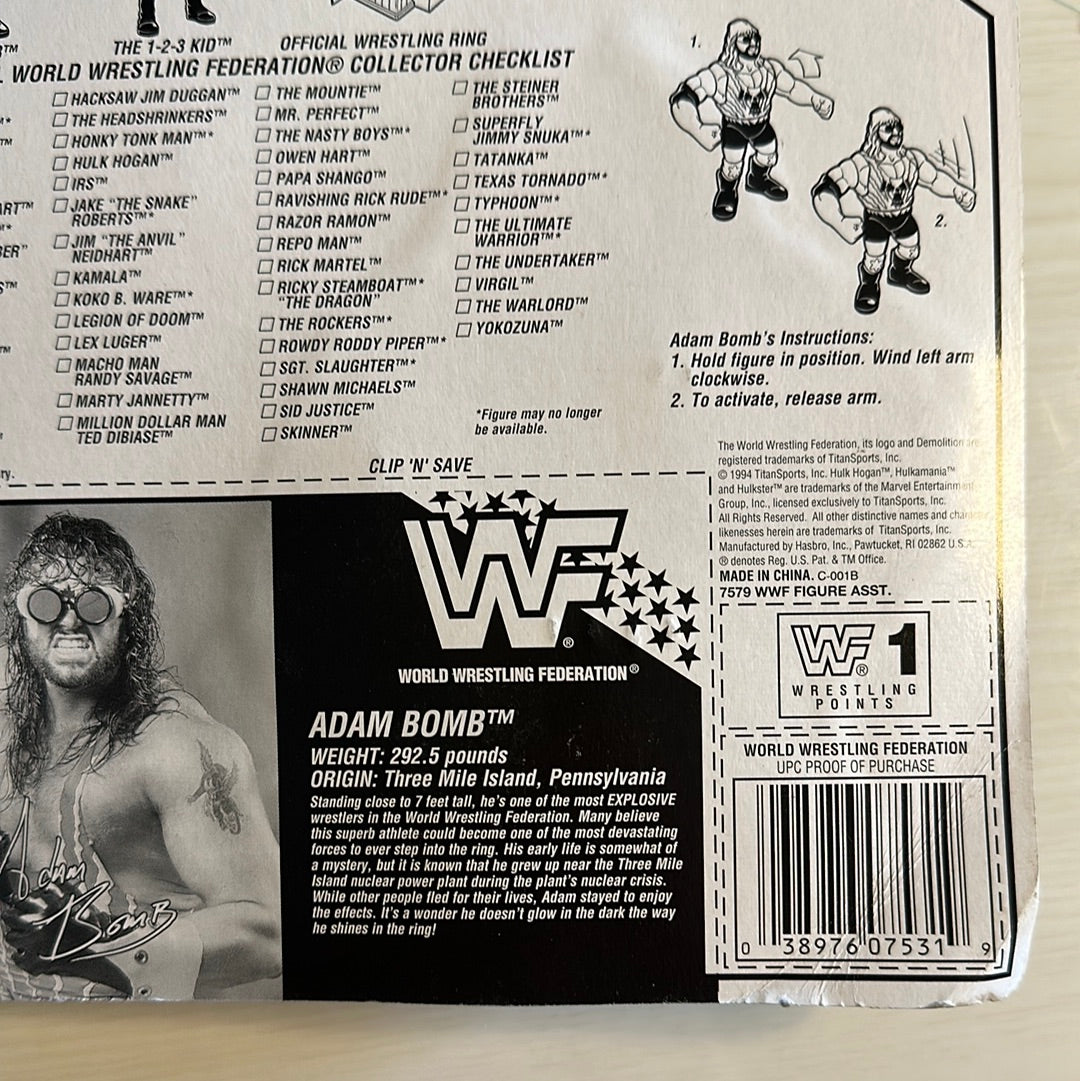 THE 1-2-3 KID™
OFFICIAL WRESTLING RING
WORLD WRESTLING FEDERATION® COLLECTOR CHECKLIST
HACKSAW JIM DUGGAN™
THE HEADSHRINKERS™
HONKY TONK MAN™*
HULK HOGAN™
IRS™
JAKE "THE SNAKE"
ROBERTS™*
JIM "THE ANVIL"
NEIDHART™
KAMALA™
KOKO B. WARE™*
LEGION OF DOOM™
LEX LUGER™
MACHO MAN
RANDY SAVAGE™
MARTY JANNETTY™
MILLION DOLLAR MAN
TED DIBIASE™
THE MOUNTIE™
MR. PERFECT™
THE NASTY BOYS™*
OWEN HART™
PAPA SHANGO™
RAVISHING RICK RUDE™*
RAZOR RAMON™
REPO MAN™
RICK MARTEL™
RICKY STEAMBOAT™*
"THE DRAGON"
THE ROCKERS™*
ROWDY RODDY PIPER™*
SGT. SLAUGHTER™*
SHAWN MICHAELS™
SID JUSTICE™
SKINNER™
THE STEINER
BROTHERS™
SUPERFLY
JIMMY SNUKA™*
TATANKA™
TEXAS TORNADO™*
TYPHOON™*
THE ULTIMATE
WARRIOR™*
THE UNDERTAKER™
VIRGIL™
THE WARLORD™
YOKOZUNA™
*Figure may no longer
be available.
CLIP 'N' SAVE
1.
2.
Adam Bomb's Instructions:
1. Hold figure in position. Wind left arm
clockwise.
2. To activate, release arm.
The World Wrestling Federation, its logo and Demolition are
registered trademarks of TitanSports, Inc.
© 1994 TitanSports, Inc. Hulk Hogan™, Hulkamania™
and Hulkster™ are trademarks of the Marvel Entertainment
Group, Inc., licensed exclusively to TitanSports, Inc.
All Rights Reserved. All other distinctive names and character
likenesses herein are trademarks of TitanSports, Inc.
Manufactured by Hasbro, Inc., Pawtucket, RI 02862 U.S.A.
® denotes Reg. U.S. Pat. & TM Office.
MADE IN CHINA. C-001B
7579 WWF FIGURE ASST.
WF®
WORLD WRESTLING FEDERATION®
ADAM BOMB™
WEIGHT: 292.5 pounds
ORIGIN: Three Mile Island, Pennsylvania
Standing close to 7 feet tall, he's one of the most EXPLOSIVE
wrestlers in the World Wrestling Federation. Many believe
this superb athlete could become one of the most devastating
forces to ever step into the ring. His early life is somewhat of
a mystery, but it is known that he grew up near the Three Mile
Island nuclear power plant during the plant's nuclear crisis.
While other people fled for their lives, Adam stayed to enjoy
the effects. It's a wonder he doesn't glow in the dark the way
he shines in the ring!
Adam
Bomb
WF® 1
WRESTLING
POINTS
WORLD WRESTLING FEDERATION
UPC PROOF OF PURCHASE
0 38976 07531 9